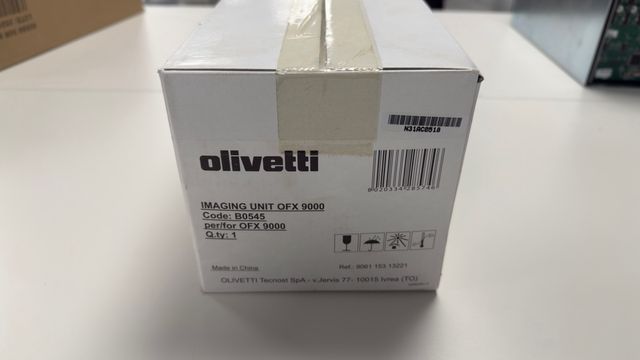 N31AC0510
olivetti
8020334285746
IMAGING UNIT OFX 9000
Code: B0545
per/for OFX 9000
Q.ty: 1
Made in China
Ref.: 9061 153 13221
OLIVETTI Tecnost SpA - v.Jervis 77- 10015 Ivrea (TO)